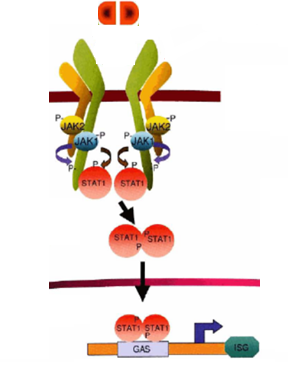 P P
JAK2 P P JAK2
JAK1 P P JAK1
P P P P
STAT1 STAT1
STAT1 P STAT1
P
P
STAT1 STAT1
P
GAS ISG